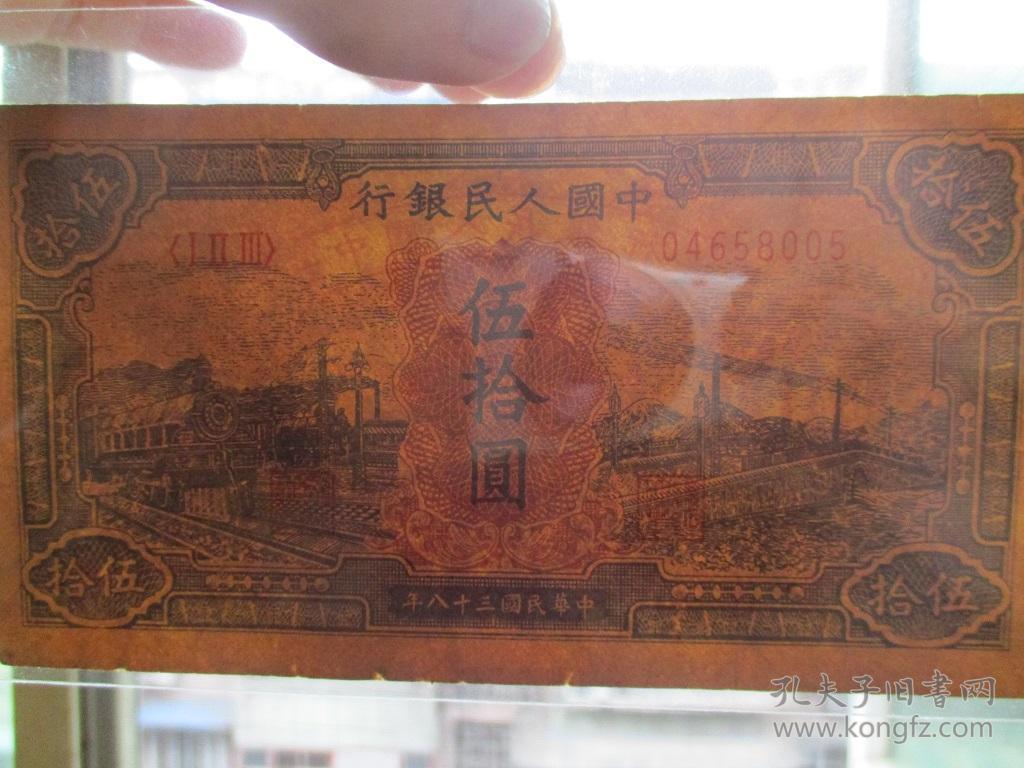 中國人民銀行
伍拾
伍拾
〈I II III〉
04658005
伍拾圓
伍拾
伍拾
中華民國三十八年
孔夫子旧書网
www.kongfz.com